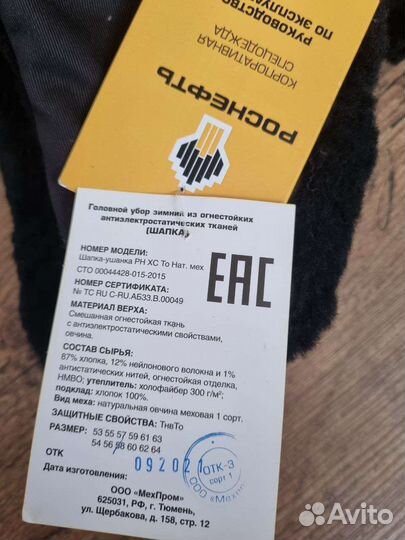 РУКОВОДСТВО
ПО ЭКСПЛУА
КОРПОРАТИВНАЯ
СПЕЦОДЕЖДА
РОСНЕФТЬ
Головной убор зимний из огнестойких
антиэлектростатических тканей
(ШАПКА)
НОМЕР МОДЕЛИ:
Шапка-ушанка РН ХС То Нат. мех
СТО 00044428-015-2015
НОМЕР СЕРТИФИКАТА:
№ ТС RU C-RU.АБ33.В.00049
МАТЕРИАЛ ВЕРХА:
Смешанная огнестойкая ткань
с антиэлектростатическими свойствами,
овчина.
EAC
СОСТАВ СЫРЬЯ:
87% хлопка, 12% нейлонового волокна и 1%
антистатических нитей, огнестойкая отделка,
НМВО; утеплитель: холофайбер 300 г/м²;
подклад: хлопок 100%.
Вид меха: натуральная овчина меховая 1 сорт.
ЗАЩИТНЫЕ СВОЙСТВА: ТнвТо
РАЗМЕР: 53 55 57 59 61 63
54 56 58 60 62 64
ОТК
ОТК-3
сорт 1
Дата изготовления:
09 2021
ООО «МехПром»
625031, РФ, г. Тюмень,
ул. Щербакова, д. 158, стр. 12
Avito